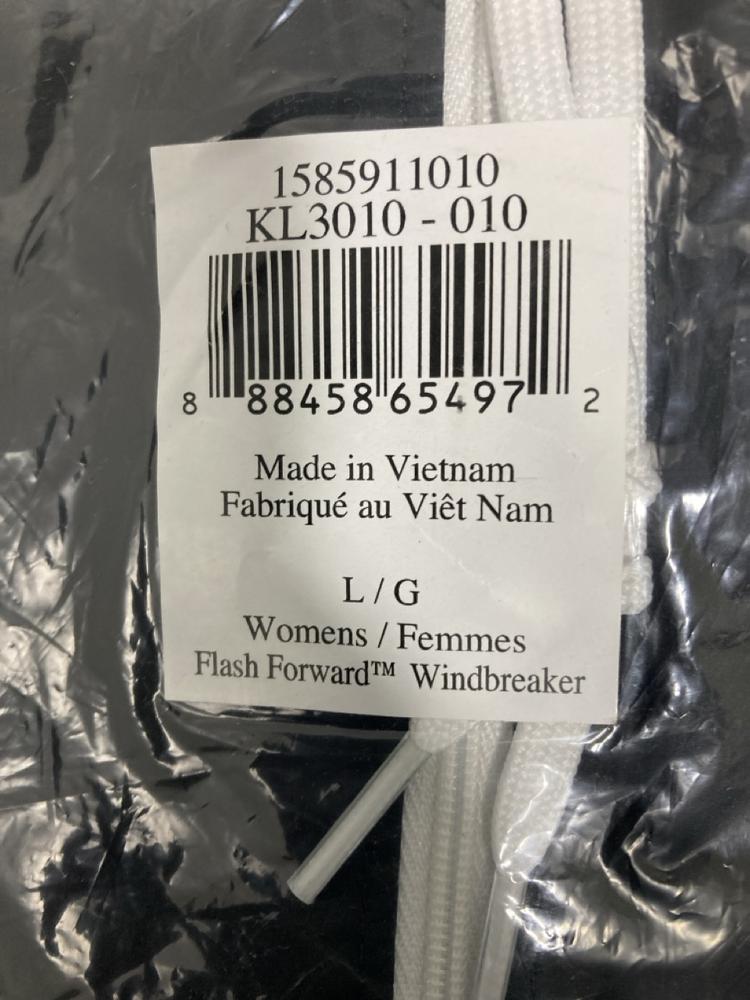 1585911010
KL3010 - 010
8 88458 65497 2
Made in Vietnam
Fabriqué au Viêt Nam
L / G
Womens / Femmes
Flash Forward™ Windbreaker